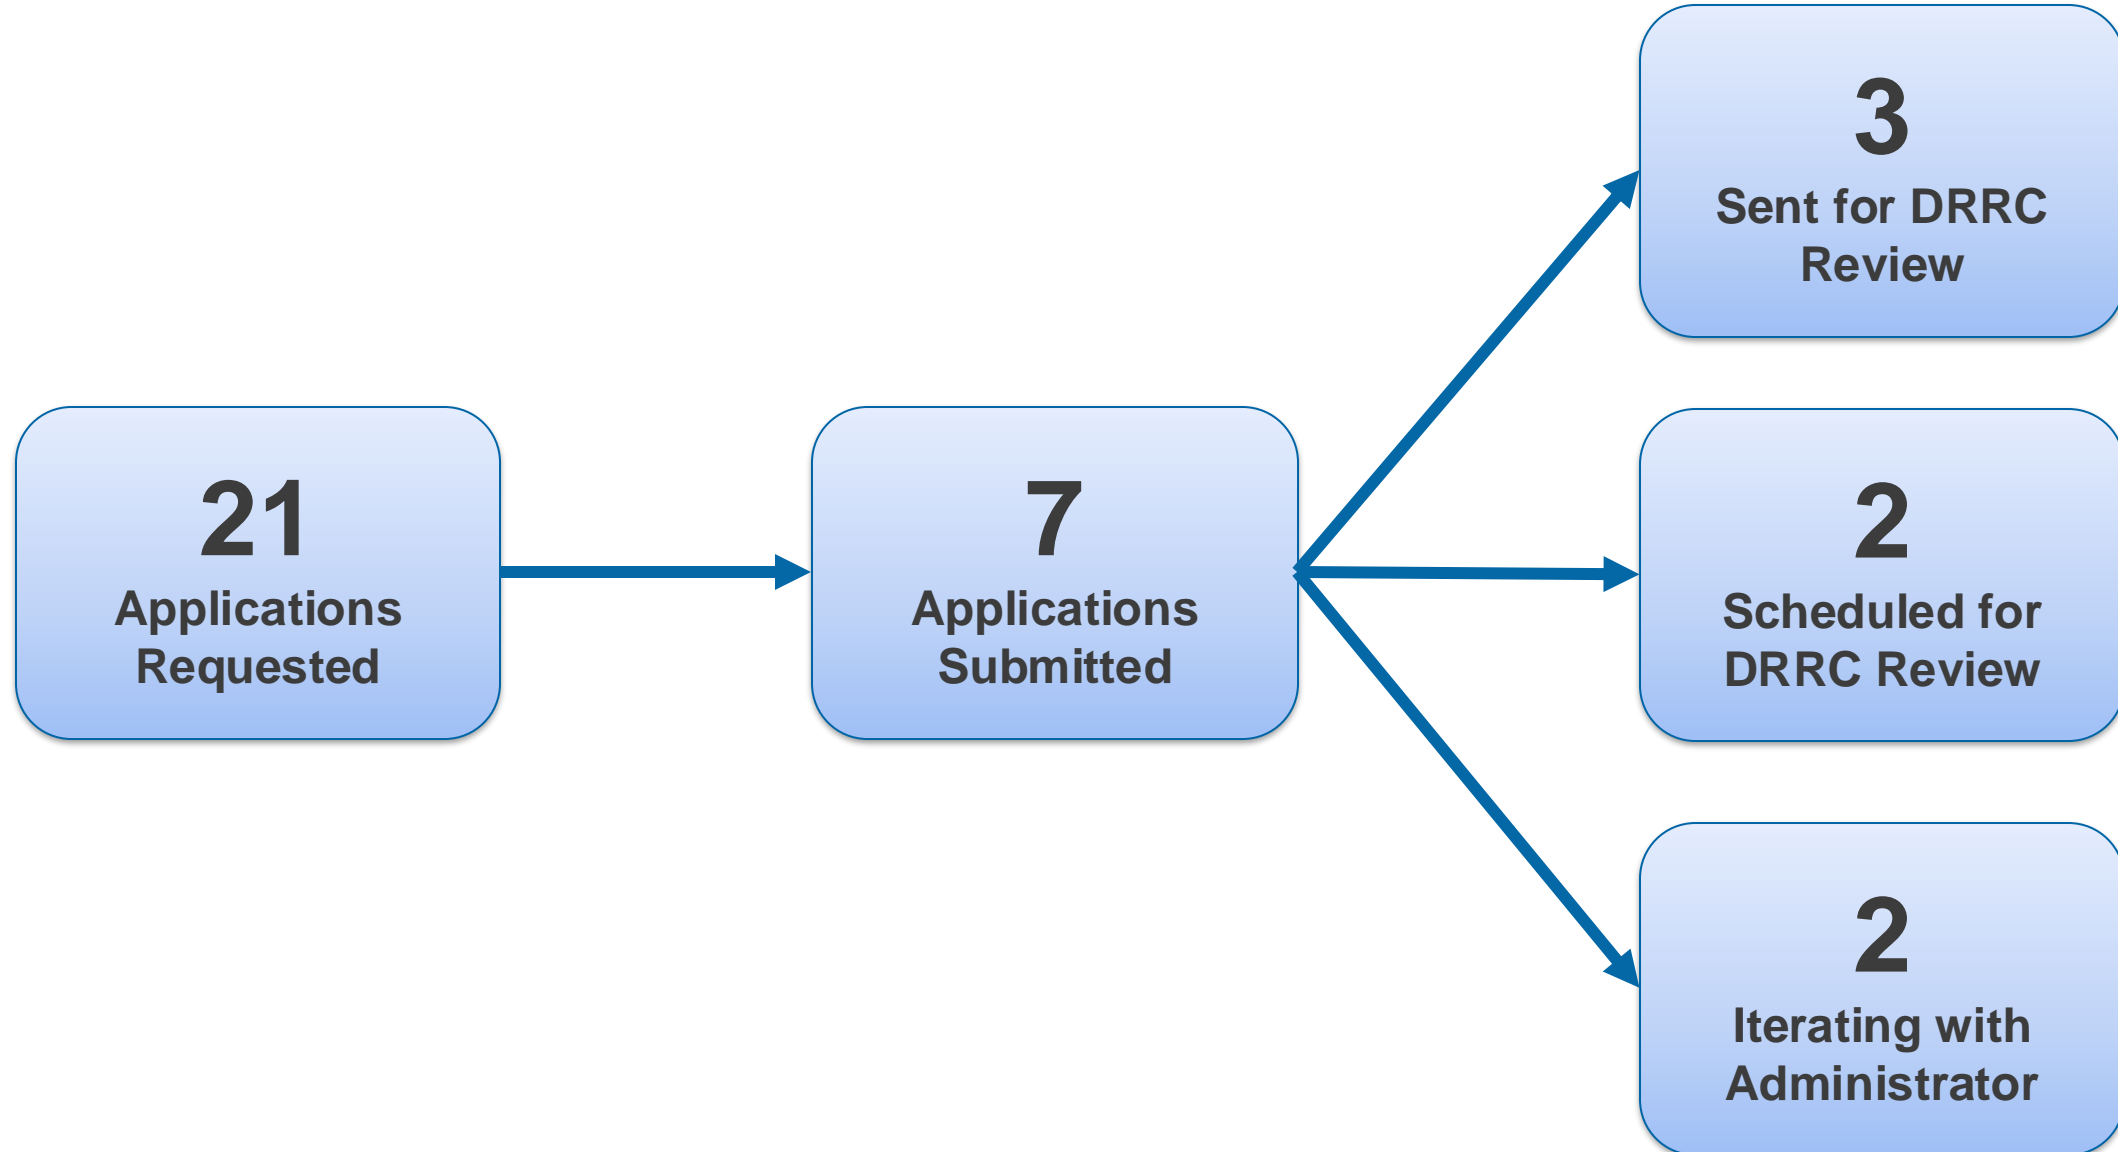 21
Applications
Requested
7
Applications
Submitted
3
Sent for DRRC
Review
2
Scheduled for
DRRC Review
2
Iterating with
Administrator